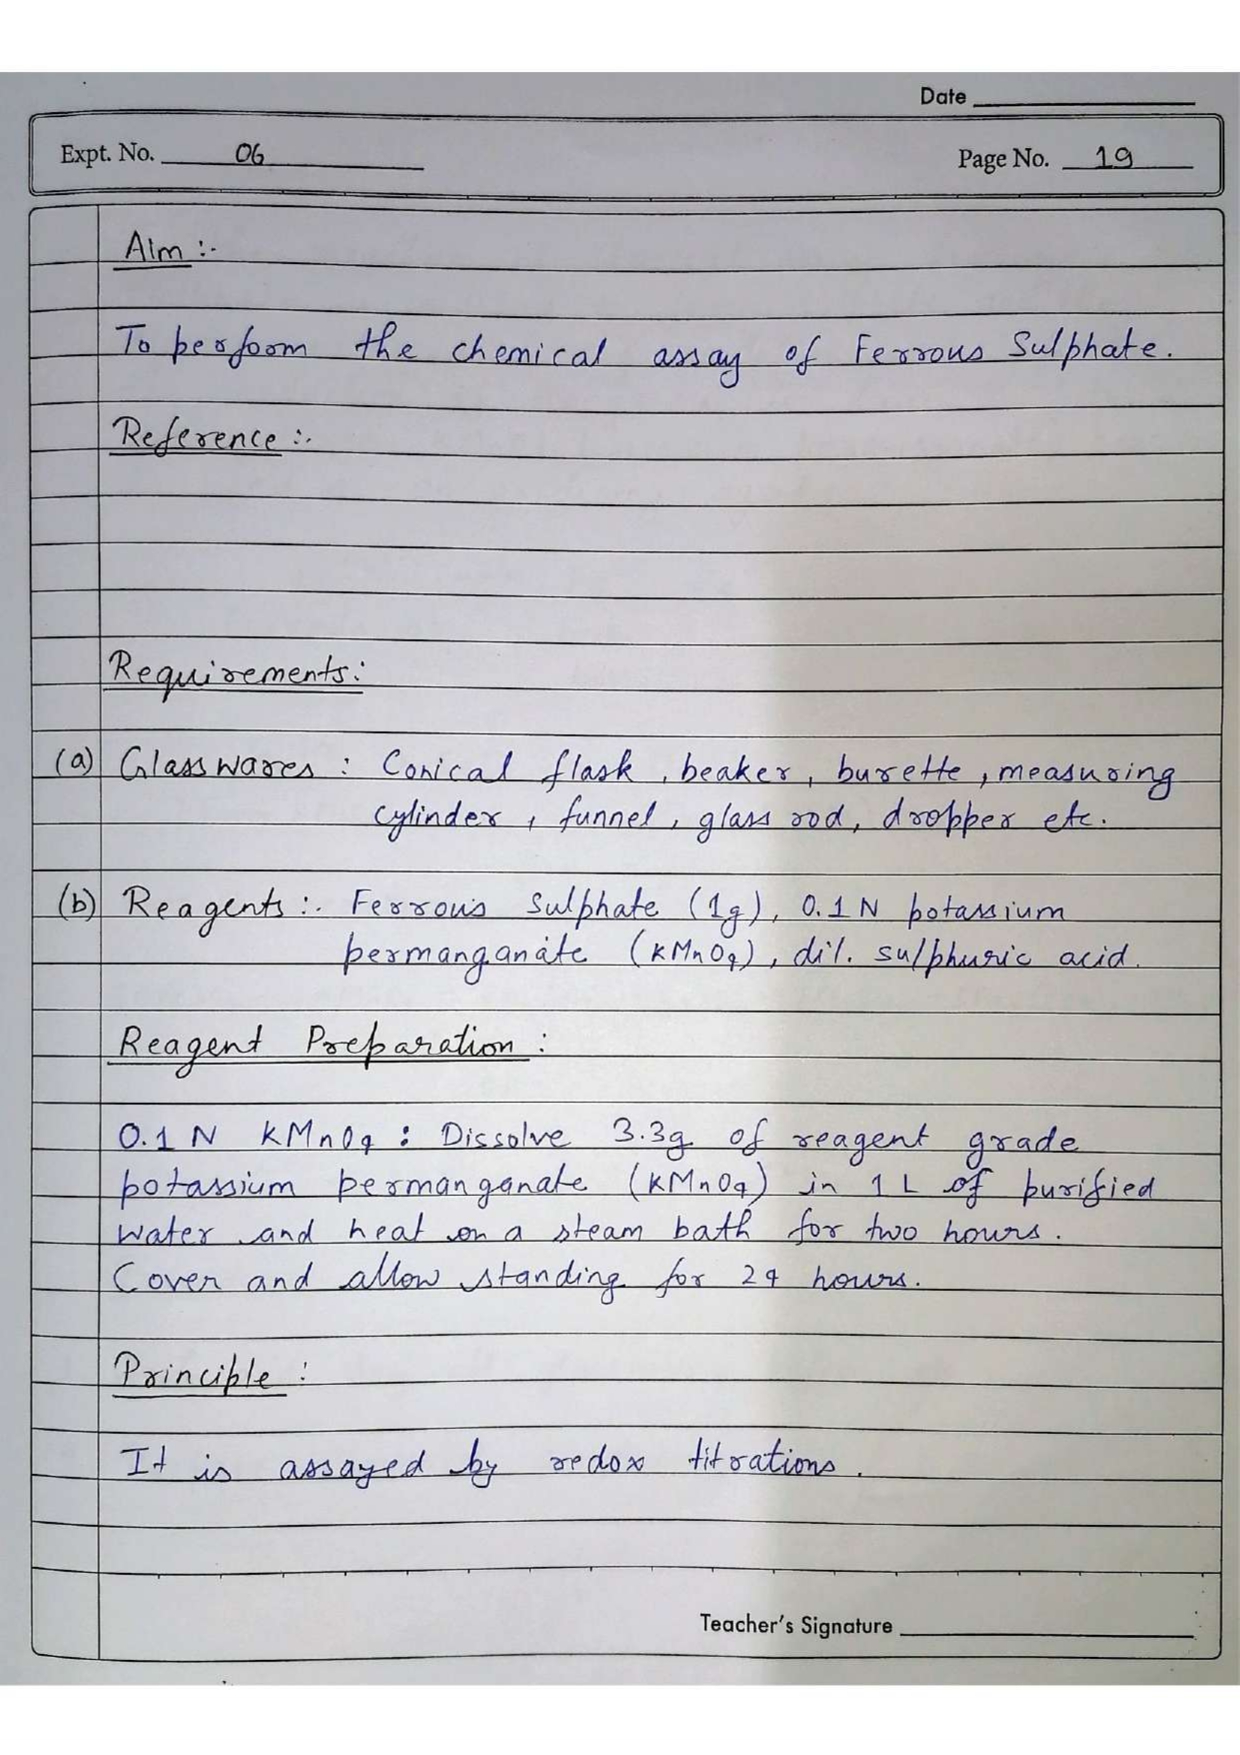 Date
Expt. No. 06
Page No. 19
Aim :-
To perform the chemical assay of Ferrous Sulphate.
Reference :-
Requirements:
(a) Glasswares : Conical flask, beaker, burette, measuring
cylinder, funnel, glass rod, dropper etc.
(b) Reagents :- Ferrous Sulphate (1g), 0.1 N potassium
permanganate (KMnO4), dil. sulphuric acid.
Reagent Preparation :
0.1 N KMnO4 : Dissolve 3.3g of reagent grade
potassium permanganate (KMnO4) in 1 L of purified
water and heat on a steam bath for two hours.
Cover and allow standing for 24 hours.
Principle :
It is assayed by redox titrations.
Teacher's Signature